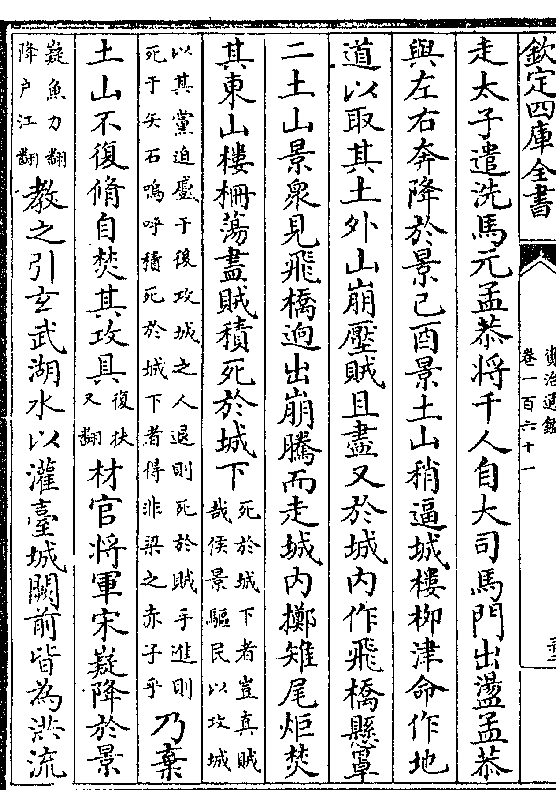 欽定四庫全書
資治通鑑
卷一百六十一
走太子遣洗馬元孟恭將千人自大司馬門出盪孟恭
與左右奔降於景己酉景土山稍逼城樓栁津命作地
道以取其土外山崩壓賊且盡又於城内作飛橋懸罩
二土山景衆見飛橋逈出崩騰而走城内擲雉尾炬焚
其東山樓柵蕩盡賊積死於城下死於城下者豈真賊
哉侯景驅民以攻城
以其黨迫蹙于後攻城之人退則死於賊手進則
死于矢石嗚呼積死於城下者得非梁之赤子乎乃棄
土山不復脩自焚其攻具復扶
又翻材官將軍宋嶷降於景
嶷魚力翻
降户江翻教之引玄武湖水以灌臺城闕前皆為洪流